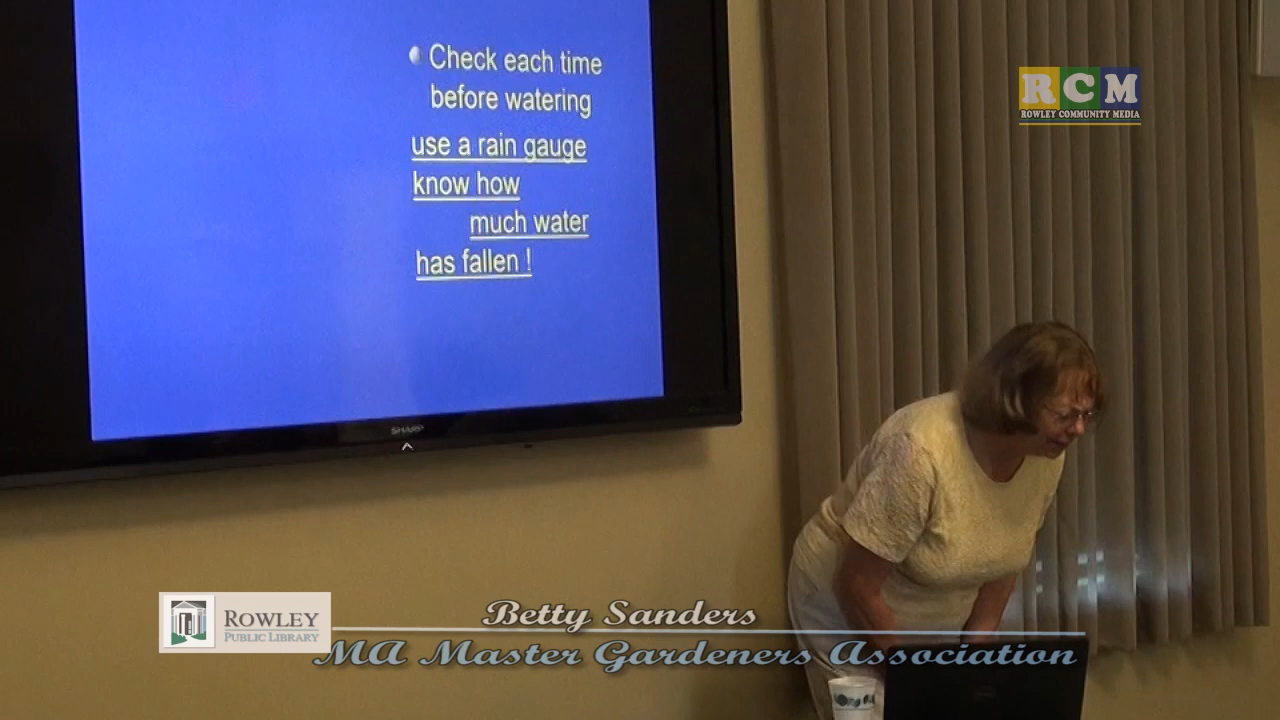 Check each time
before watering
use a rain gauge
know how
much water
has fallen !
SHARP
RCM
ROWLEY COMMUNITY MEDIA
ROWLEY
PUBLIC LIBRARY
Betty Sanders
MA Master Gardeners Association